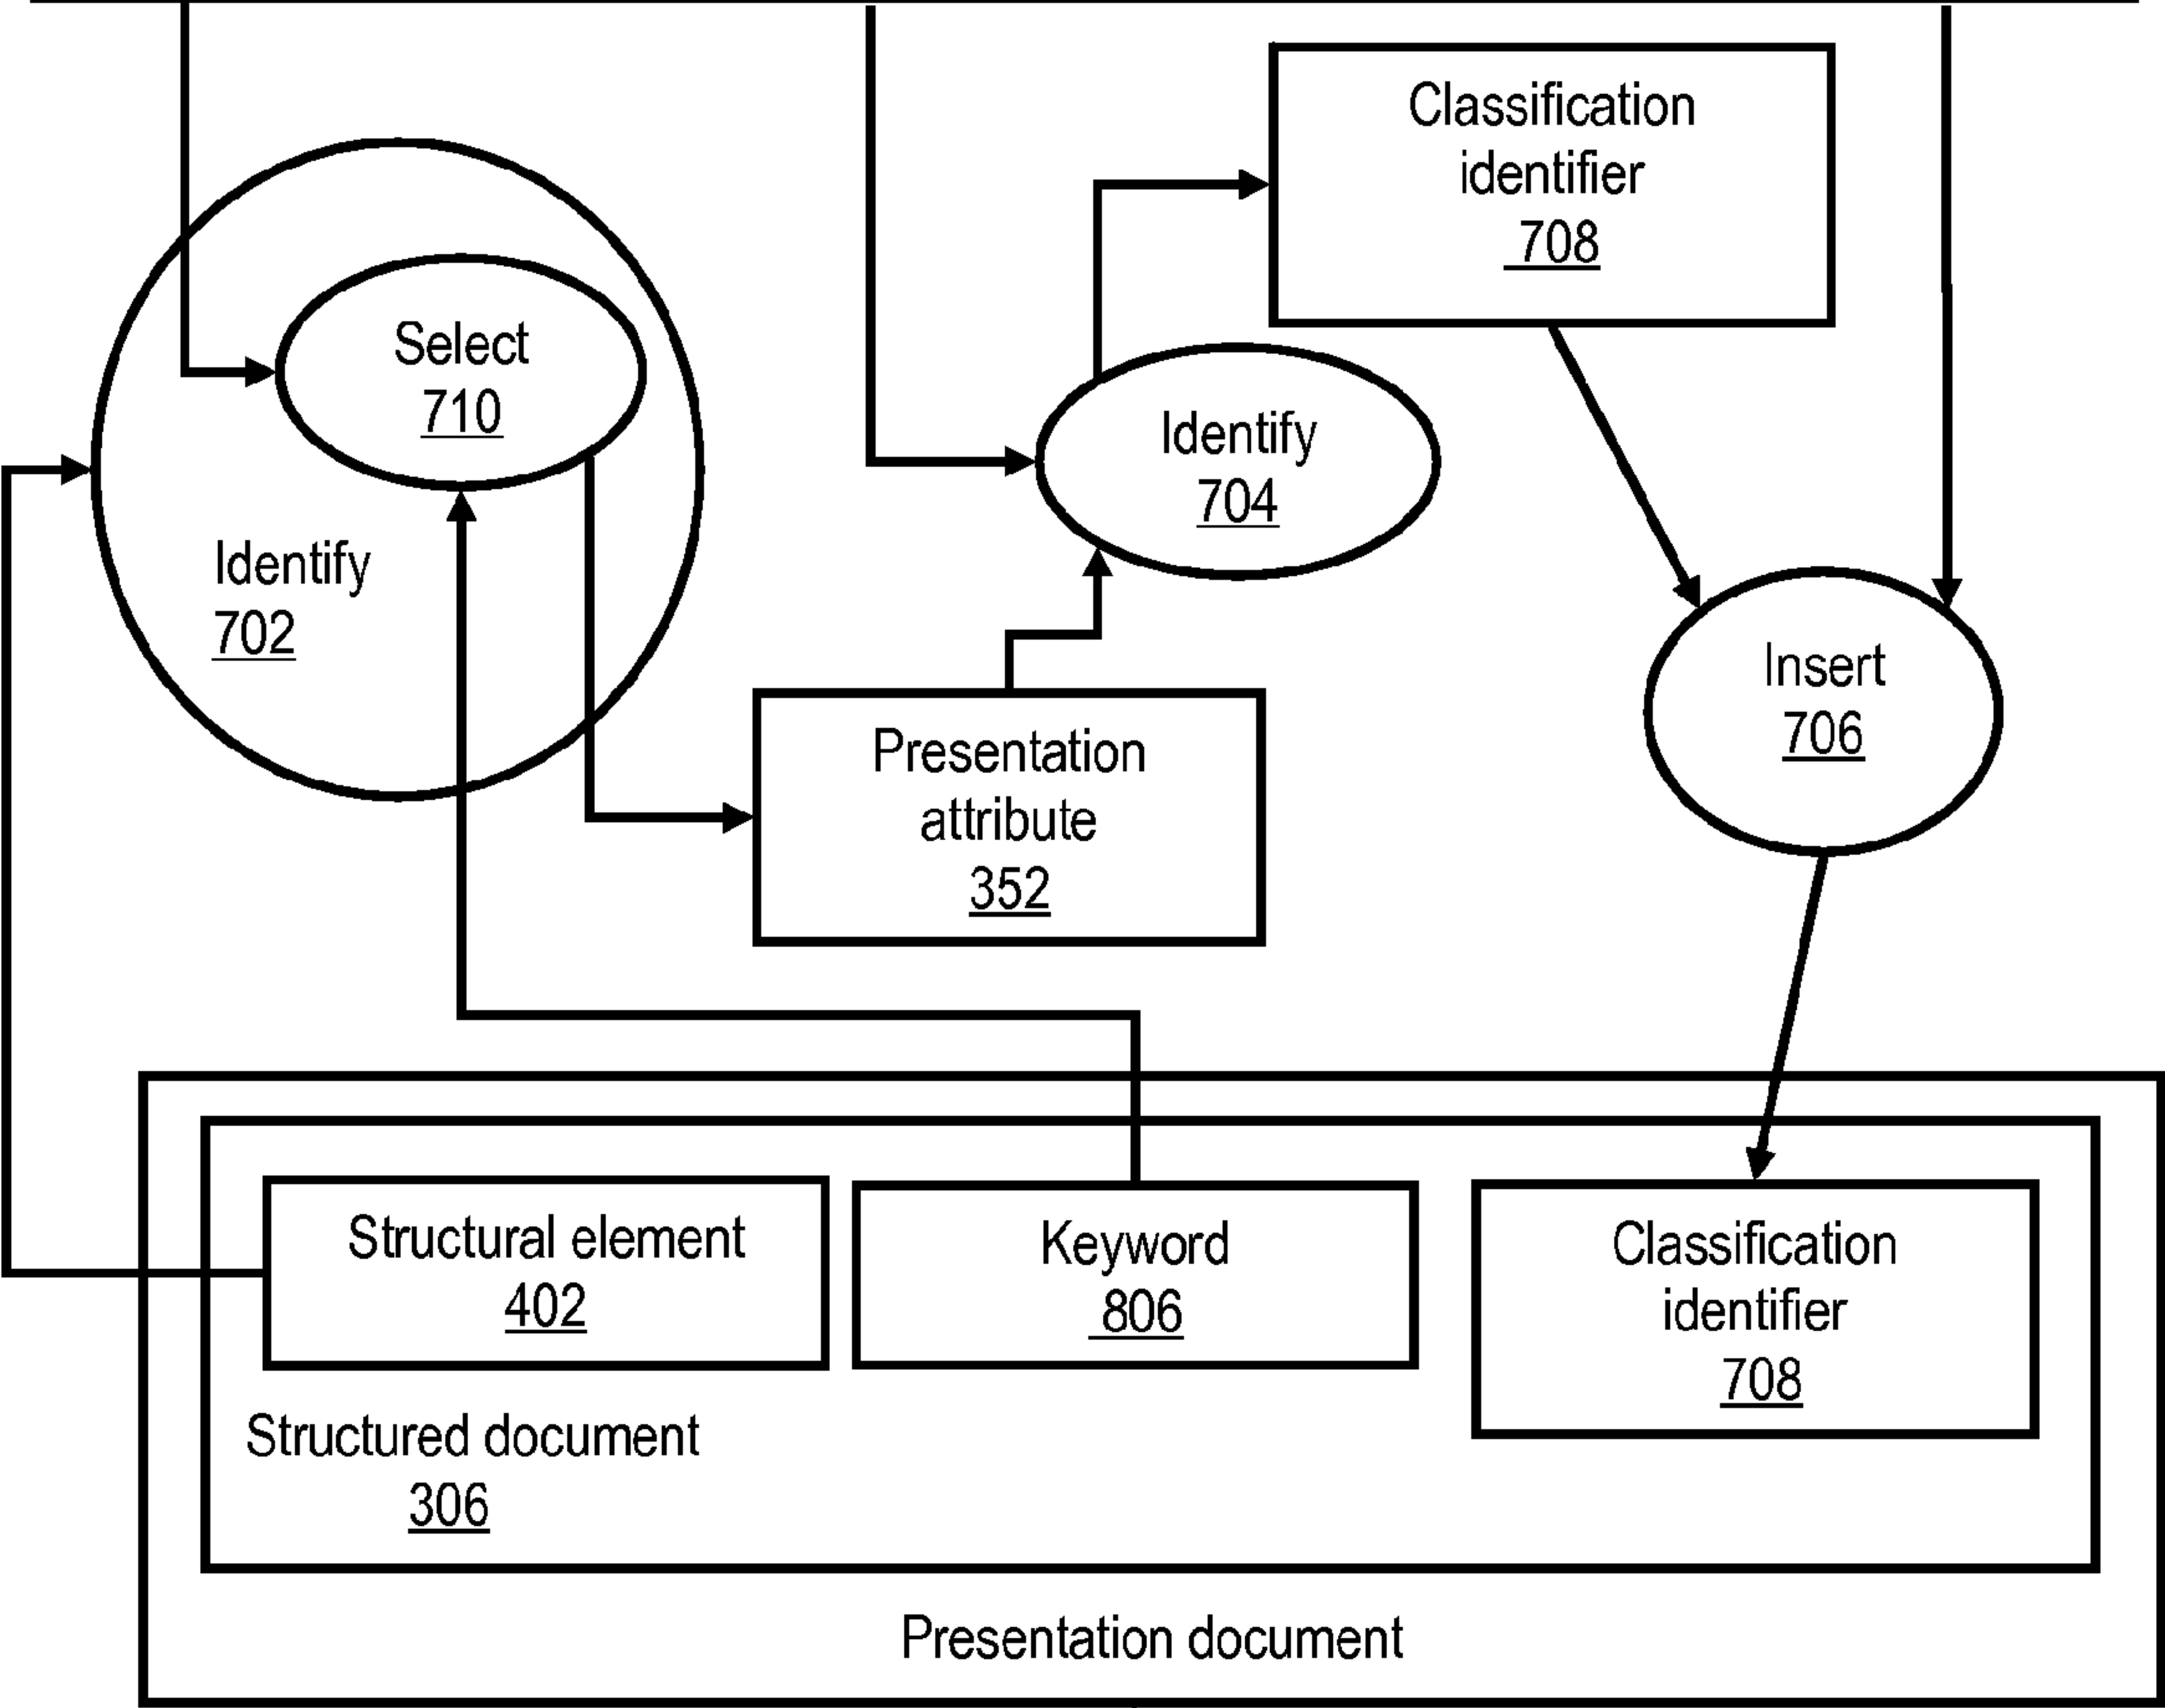 Classification
identifier
708
Select
710
Identify
704
Identify
702
Insert
706
Presentation
attribute
352
Structural element
402
Keyword
806
Classification
identifier
708
Structured document
306
Presentation document